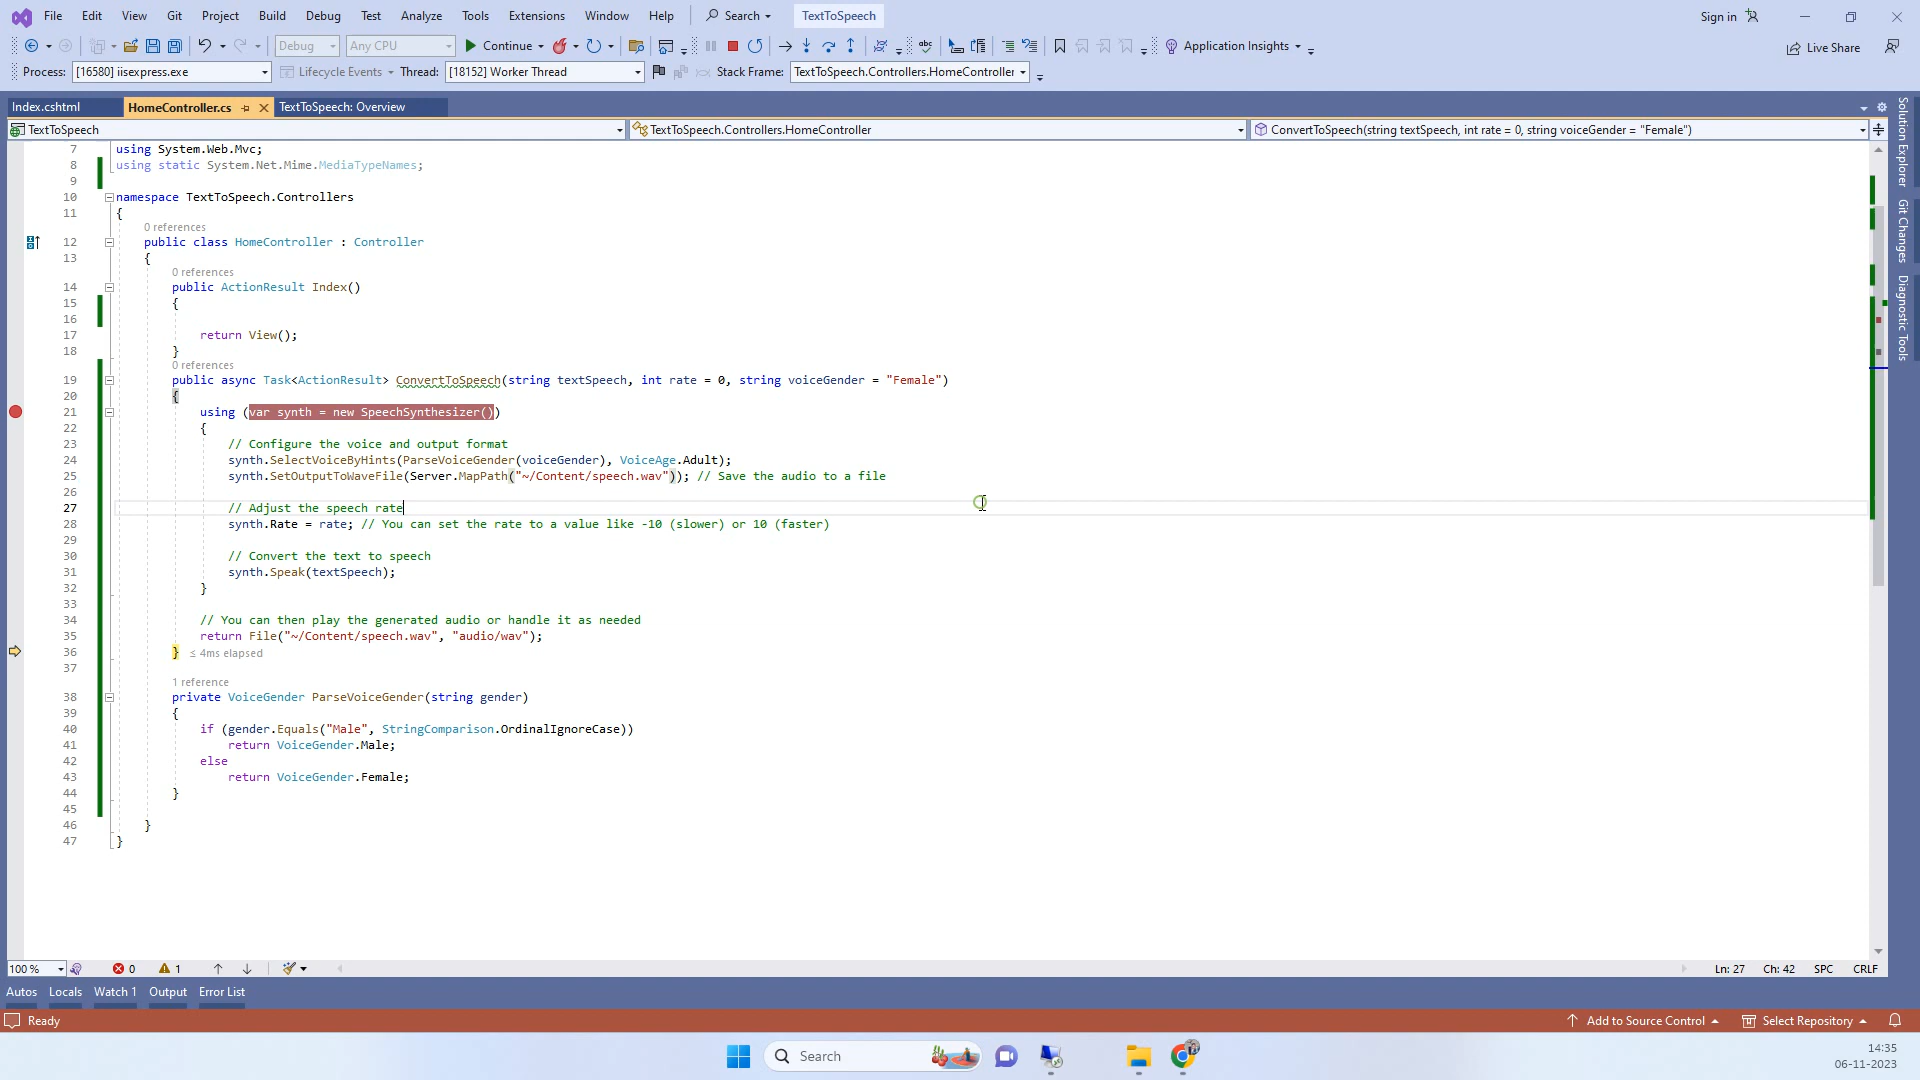 File Edit View Git Project Build Debug Test Analyze Tools Extensions Window Help Search TextToSpeech Sign in
Debug Any CPU Continue Application Insights Live Share
Process: [16580] iisexpress.exe Lifecycle Events Thread: [18152] Worker Thread Stack Frame: TextToSpeech.Controllers.HomeController
Index.cshtml HomeController.cs TextToSpeech: Overview
TextToSpeech TextToSpeech.Controllers.HomeController ConvertToSpeech(string textSpeech, int rate = 0, string voiceGender = "Female")
7 using System.Web.Mvc;
8 using static System.Net.Mime.MediaTypeNames;
9
10 namespace TextToSpeech.Controllers
11 {
0 references
12 public class HomeController : Controller
13 {
0 references
14 public ActionResult Index()
15 {
16
17 return View();
18 }
0 references
19 public async Task<ActionResult> ConvertToSpeech(string textSpeech, int rate = 0, string voiceGender = "Female")
20 {
21 using (var synth = new SpeechSynthesizer())
22 {
23 // Configure the voice and output format
24 synth.SelectVoiceByHints(ParseVoiceGender(voiceGender), VoiceAge.Adult);
25 synth.SetOutputToWaveFile(Server.MapPath("~/Content/speech.wav")); // Save the audio to a file
26
27 // Adjust the speech rate
28 synth.Rate = rate; // You can set the rate to a value like -10 (slower) or 10 (faster)
29
30 // Convert the text to speech
31 synth.Speak(textSpeech);
32 }
33
34 // You can then play the generated audio or handle it as needed
35 return File("~/Content/speech.wav", "audio/wav");
36 } ≤ 4ms elapsed
37
1 reference
38 private VoiceGender ParseVoiceGender(string gender)
39 {
40 if (gender.Equals("Male", StringComparison.OrdinalIgnoreCase))
41 return VoiceGender.Male;
42 else
43 return VoiceGender.Female;
44 }
45
46 }
47 }
Solution Explorer
Git Changes
Diagnostic Tools
100 % 0 1 Ln: 27 Ch: 42 SPC CRLF
Autos Locals Watch 1 Output Error List
Ready Add to Source Control Select Repository
Search
14:35
06-11-2023